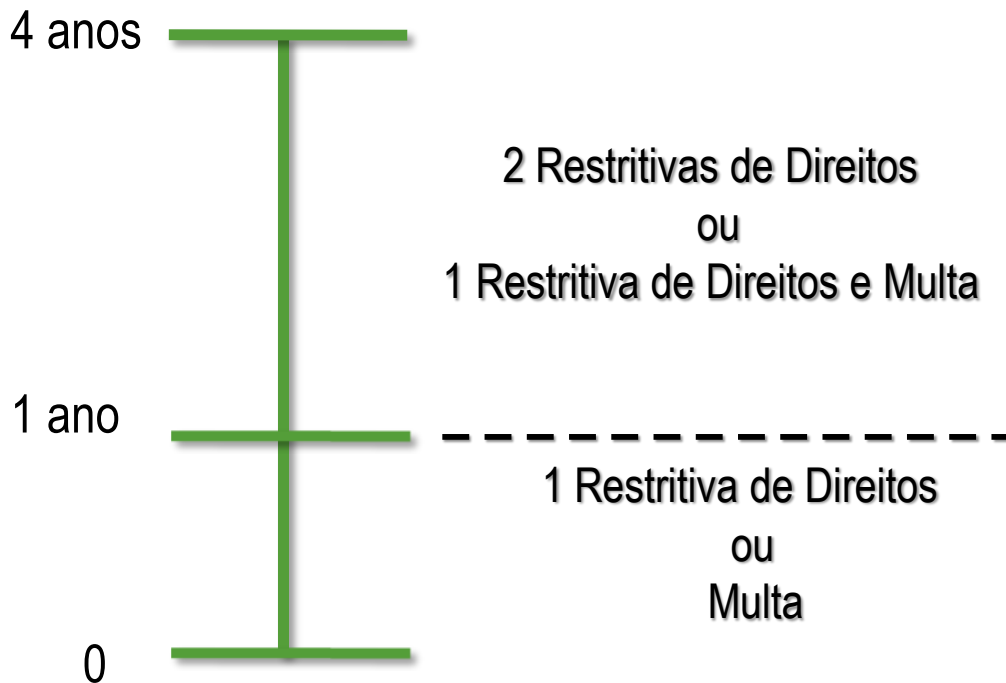 4 anos
2 Restritivas de Direitos
ou
1 Restritiva de Direitos e Multa
1 ano
1 Restritiva de Direitos
ou
Multa
0